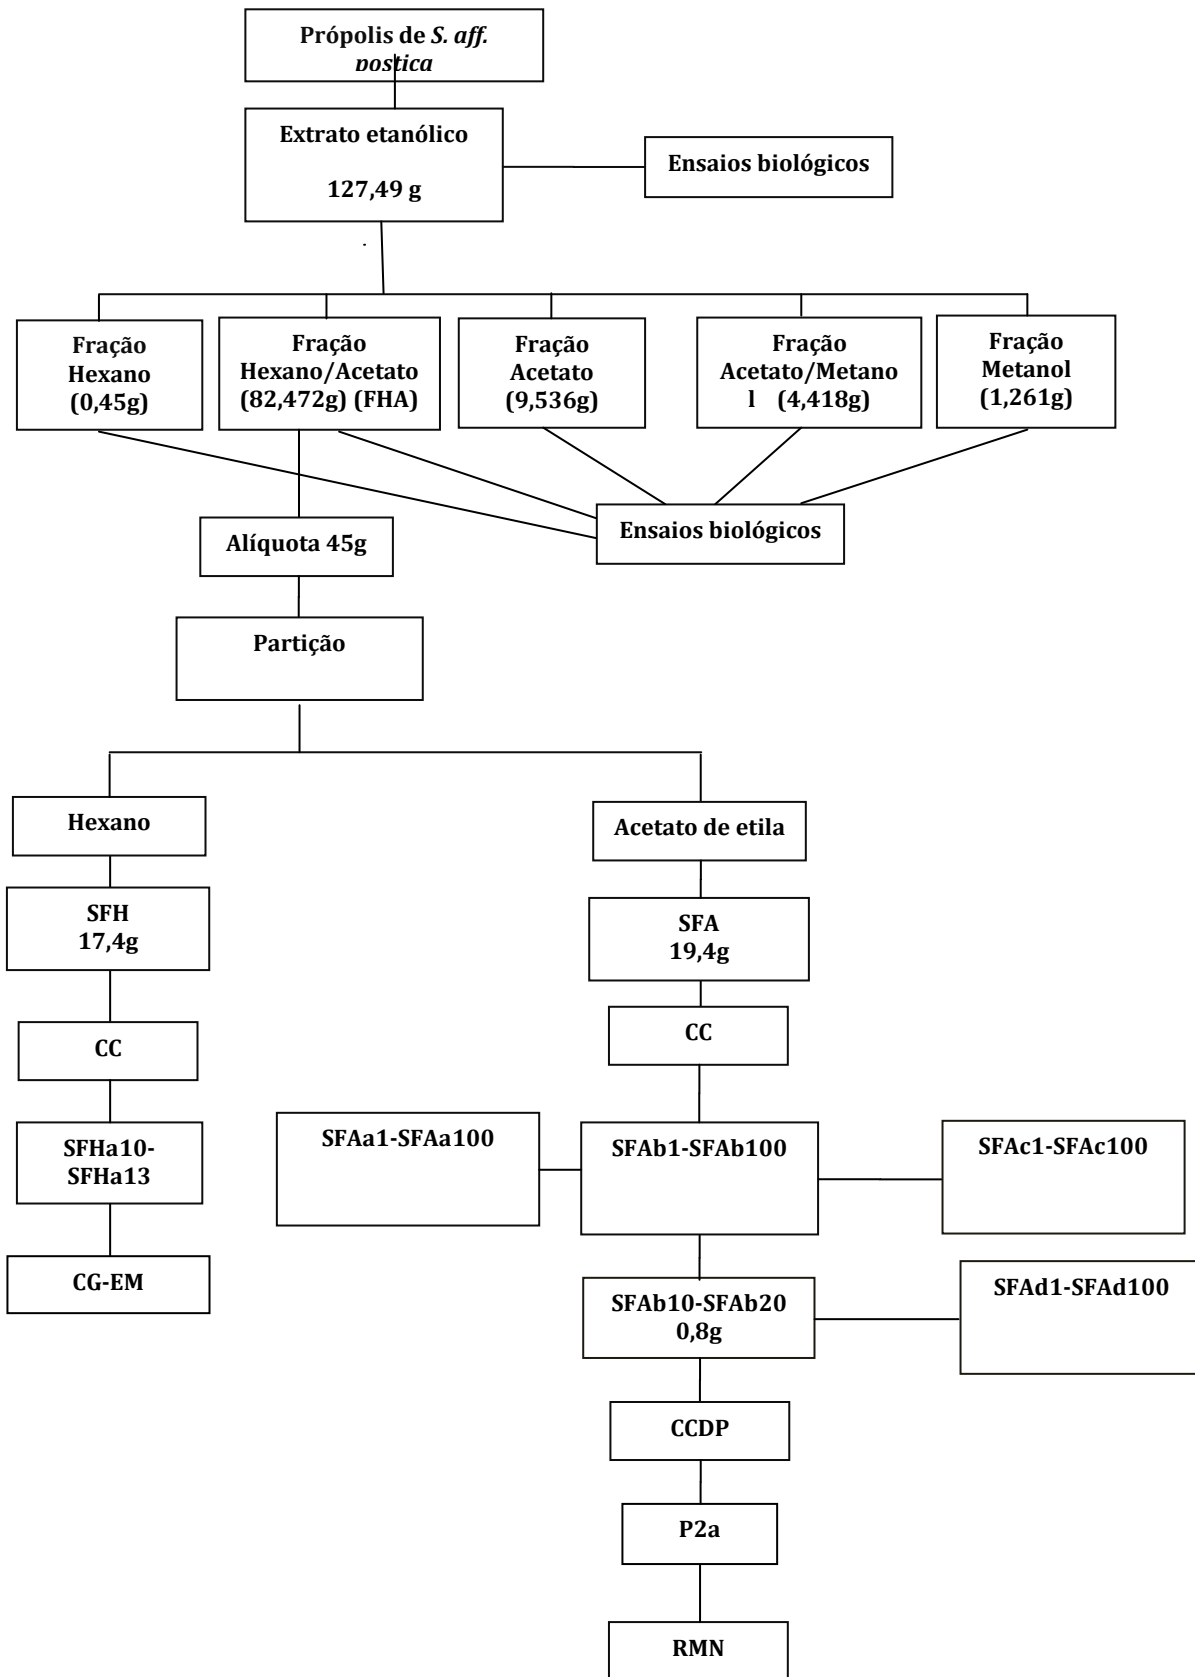 Própolis de S. aff.
postica
Extrato etanólico
127,49 g
Ensaios biológicos
Fração
Hexano
(0,45g)
Fração
Hexano/Acetato
(82,472g) (FHA)
Fração
Acetato
(9,536g)
Fração
Acetato/Metano
l (4,418g)
Fração
Metanol
(1,261g)
Ensaios biológicos
Alíquota 45g
Partição
Hexano
Acetato de etila
SFH
17,4g
SFA
19,4g
CC
CC
SFHa10-
SFHa13
SFAa1-SFAa100
SFAb1-SFAb100
SFAc1-SFAc100
CG-EM
SFAb10-SFAb20
0,8g
SFAd1-SFAd100
CCDP
P2a
RMN